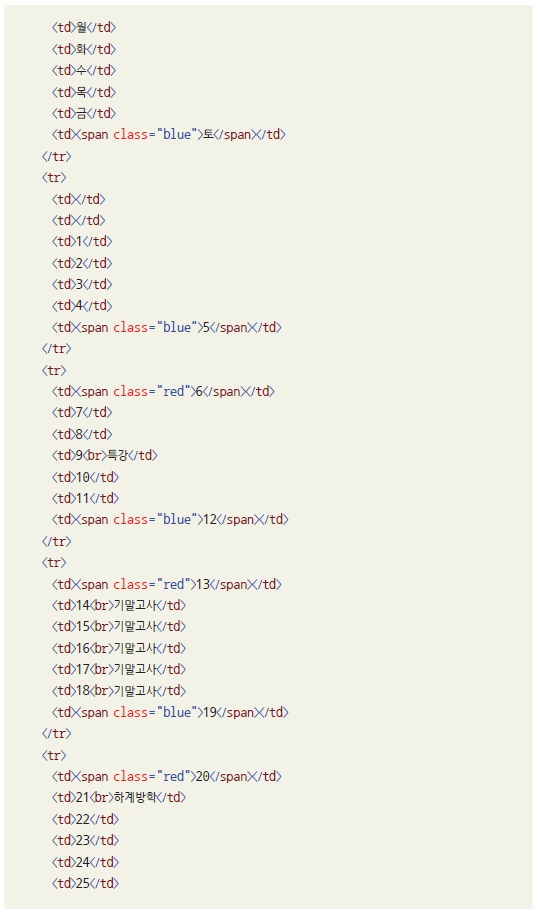 <td>월</td>
<td>화</td>
<td>수</td>
<td>목</td>
<td>금</td>
<td><span class="blue">토</span></td>
</tr>
<tr>
<td></td>
<td></td>
<td>1</td>
<td>2</td>
<td>3</td>
<td>4</td>
<td><span class="blue">5</span></td>
</tr>
<tr>
<td><span class="red">6</span></td>
<td>7</td>
<td>8</td>
<td>9<br>특강</td>
<td>10</td>
<td>11</td>
<td><span class="blue">12</span></td>
</tr>
<tr>
<td><span class="red">13</span></td>
<td>14<br>기말고사</td>
<td>15<br>기말고사</td>
<td>16<br>기말고사</td>
<td>17<br>기말고사</td>
<td>18<br>기말고사</td>
<td><span class="blue">19</span></td>
</tr>
<tr>
<td><span class="red">20</span></td>
<td>21<br>하계방학</td>
<td>22</td>
<td>23</td>
<td>24</td>
<td>25</td>